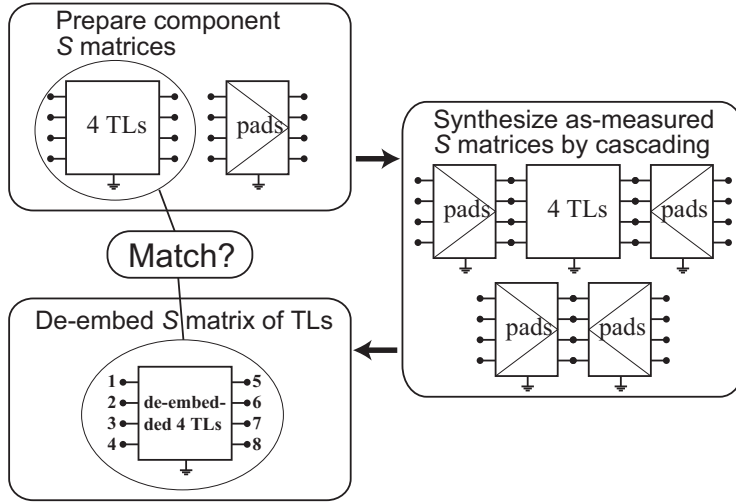 Prepare component
S matrices
4 TLs
pads
Synthesize as-measured
S matrices by cascading
pads
4 TLs
pads
pads
pads
Match?
De-embed S matrix of TLs
1
2
3
4
de-embed-
ded 4 TLs
5
6
7
8